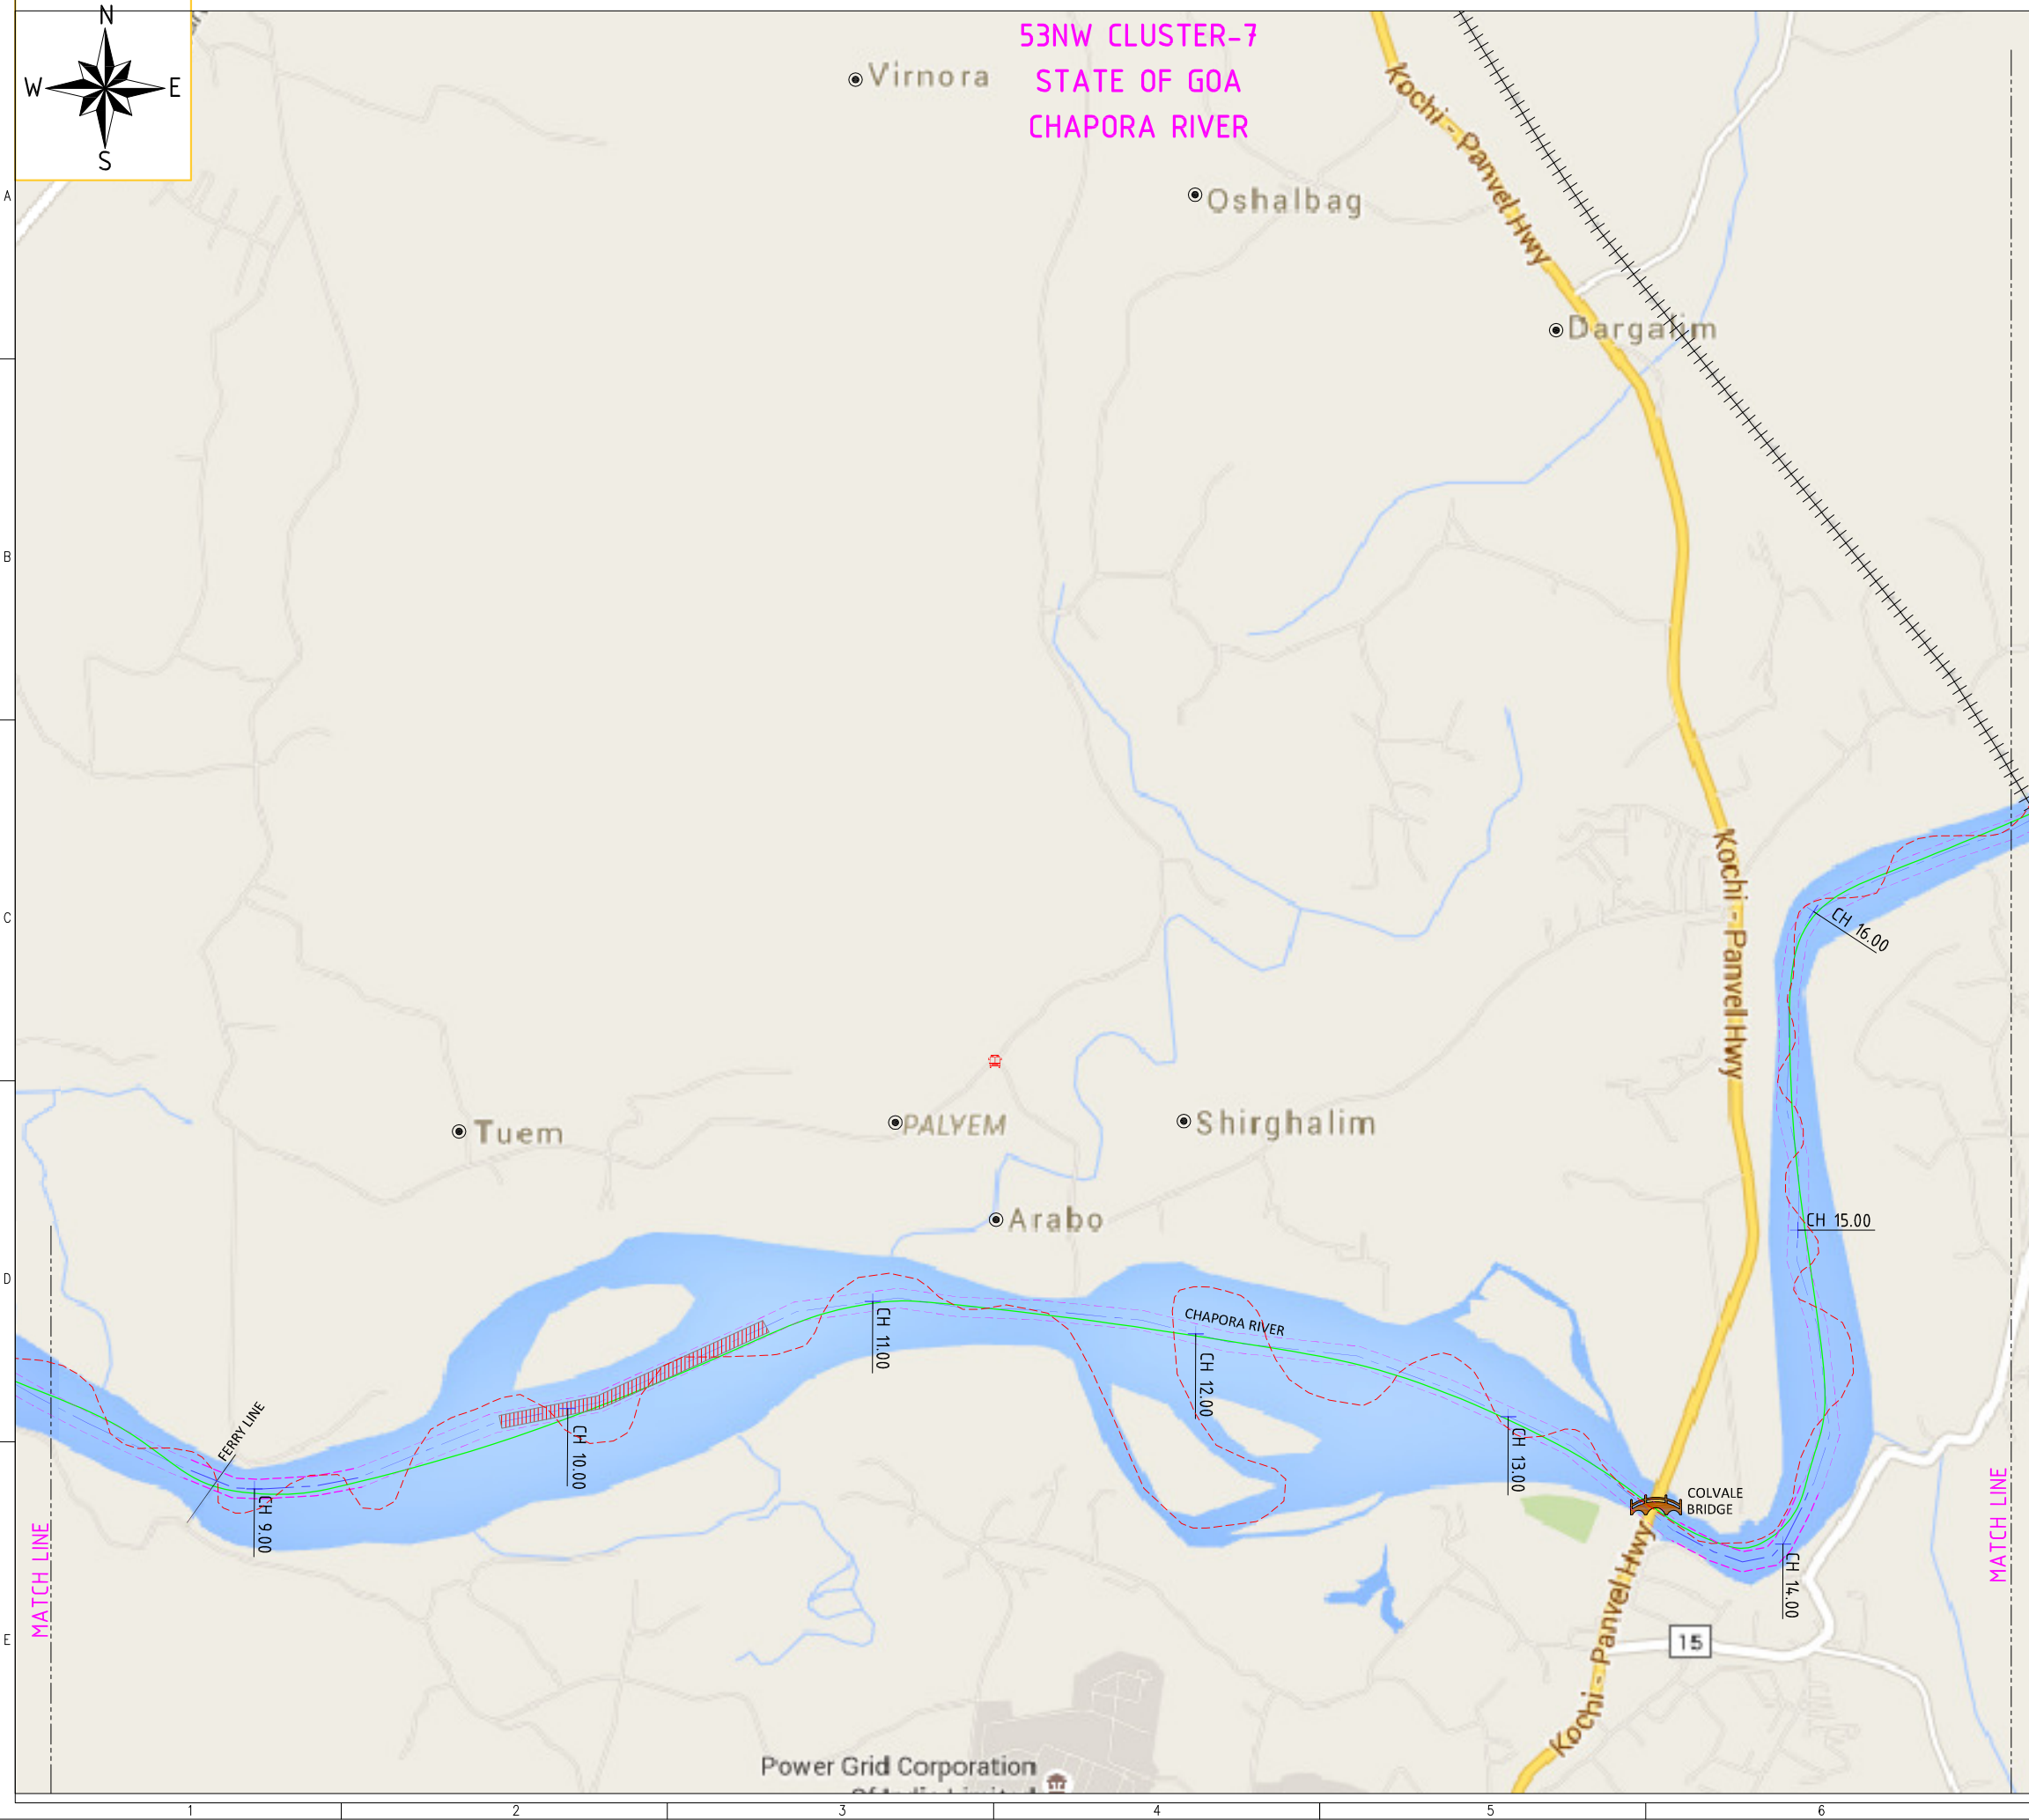 N
W E
S
53NW CLUSTER-7
STATE OF GOA
CHAPORA RIVER
Virnora
Kochi - Panvel Hwy
Oshalbag
Dargalim
A
B
C
D
E
Kochi - Panvel Hwy
CH 16.00
Tuem
PALYEM
Shirghalim
Arabo
CH 15.00
CHAPORA RIVER
CH 11.00
CH 12.00
FERRY LINE
CH 10.00
CH 13.00
CH 9.00
COLVALE
BRIDGE
CH 14.00
MATCH LINE
MATCH LINE
Kochi - Panvel Hwy
15
Power Grid Corporation
1 2 3 4 5 6